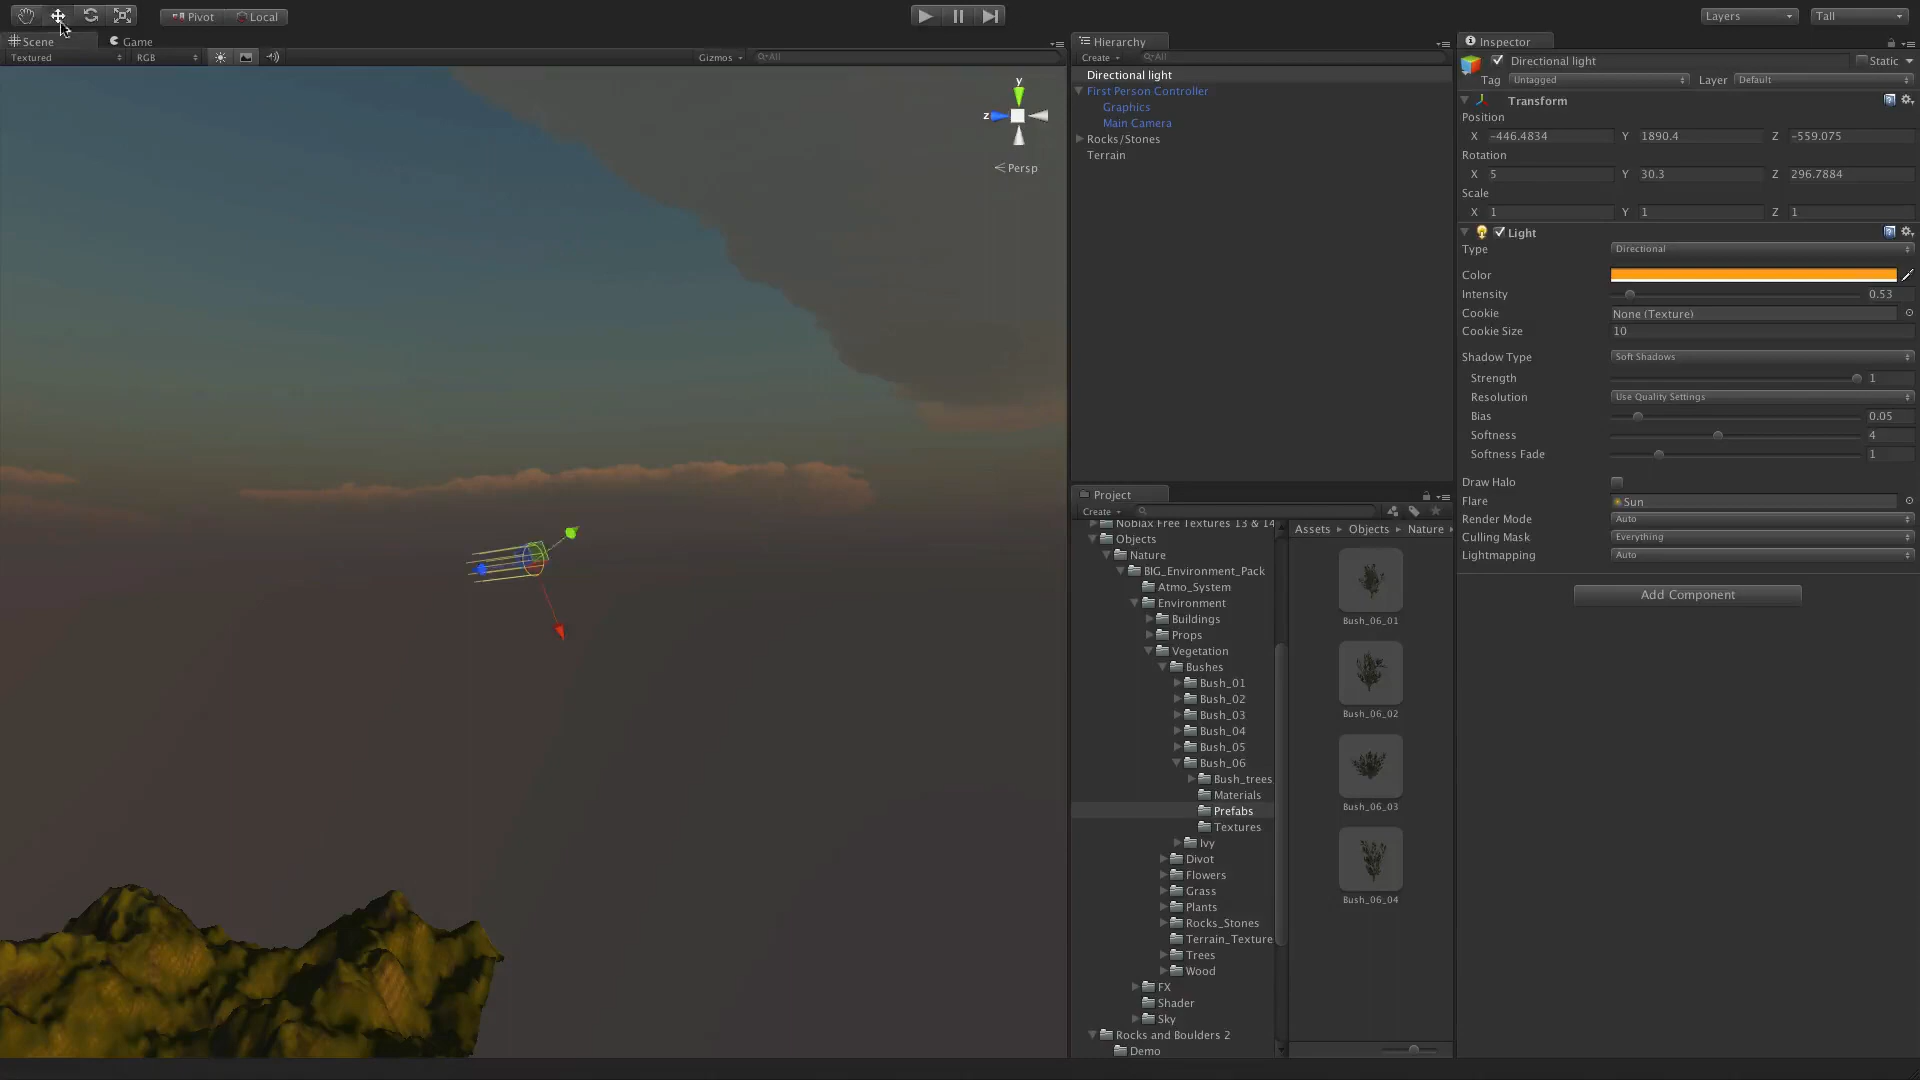 Pivot
Local
Layers
Tall
Scene
Game
Textured
RGB
Gizmos
All
y
z
Persp
Hierarchy
Create
All
Directional light
First Person Controller
Graphics
Main Camera
Rocks/Stones
Terrain
Project
Create
Nobiax Free Textures 13 & 14
Objects
Nature
BIG_Environment_Pack
Atmo_System
Environment
Buildings
Props
Vegetation
Bushes
Bush_01
Bush_02
Bush_03
Bush_04
Bush_05
Bush_06
Bush_trees
Materials
Prefabs
Textures
Ivy
Divot
Flowers
Grass
Plants
Rocks_Stones
Terrain_Texture
Trees
Wood
FX
Shader
Sky
Rocks and Boulders 2
Demo
Assets Objects Nature
Bush_06_01
Bush_06_02
Bush_06_03
Bush_06_04
Inspector
Directional light Static
Tag Untagged Layer Default
Transform
Position
X -446.4834 Y 1890.4 Z -559.075
Rotation
X 5 Y 30.3 Z 296.7884
Scale
X 1 Y 1 Z 1
Light
Type Directional
Color
Intensity 0.53
Cookie None (Texture)
Cookie Size 10
Shadow Type Soft Shadows
Strength 1
Resolution Use Quality Settings
Bias 0.05
Softness 4
Softness Fade 1
Draw Halo
Flare Sun
Render Mode Auto
Culling Mask Everything
Lightmapping Auto
Add Component